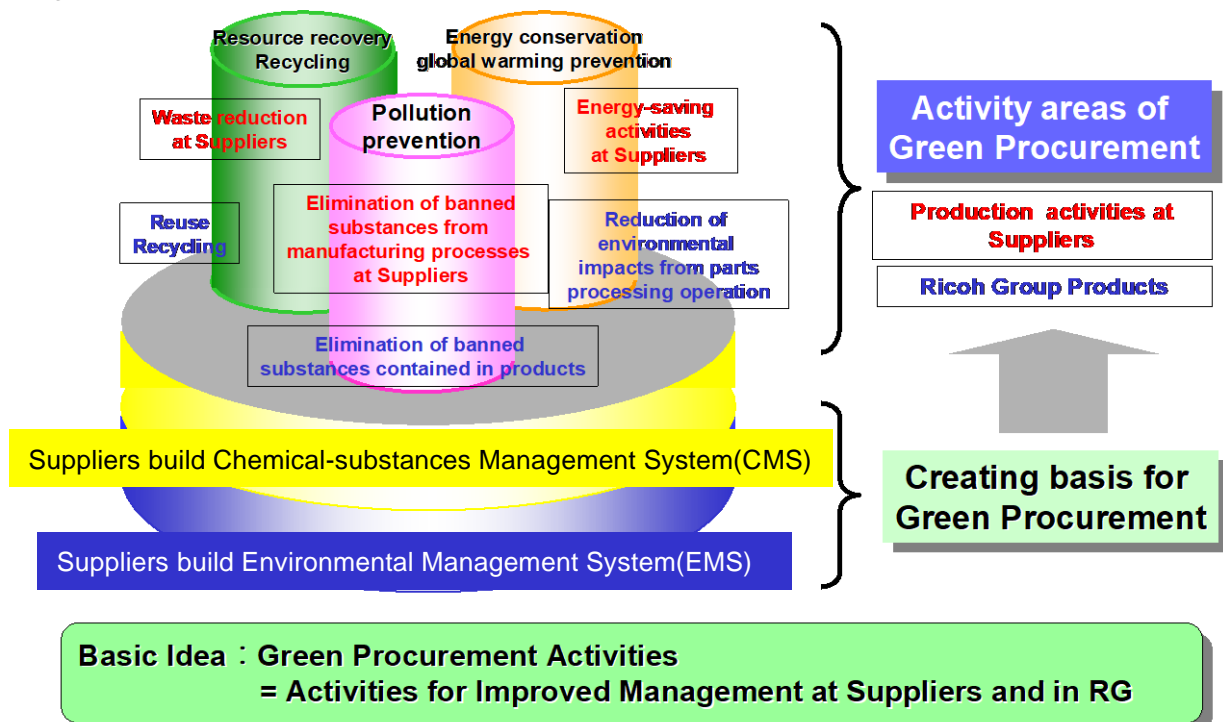 Resource recovery
Recycling
Energy conservation
global warming prevention
Pollution
prevention
Waste reduction
at Suppliers
Energy-saving
activities
at Suppliers
Reuse
Recycling
Elimination of banned
substances from
manufacturing processes
at Suppliers
Reduction of
environmental
impacts from parts
processing operation
Elimination of banned
substances contained in products
Activity areas of
Green Procurement
Production activities at
Suppliers
Ricoh Group Products
Suppliers build Chemical-substances Management System(CMS)
Suppliers build Environmental Management System(EMS)
Creating basis for
Green Procurement
Basic Idea：Green Procurement Activities
= Activities for Improved Management at Suppliers and in RG